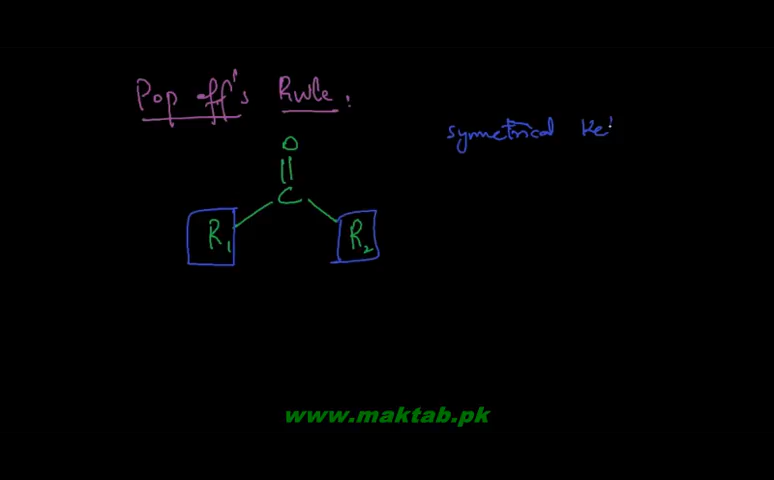 Pop off's Rule:
symmetrical Ke
O
C
R1 R2
www.maktab.pk